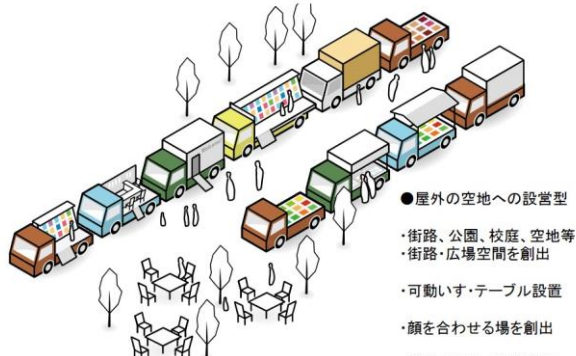 ●屋外の空地への設営型
・街路、公園、校庭、空地等
・街路・広場空間を創出
・可動いす・テーブル設置
・顔を合わせる場を創出